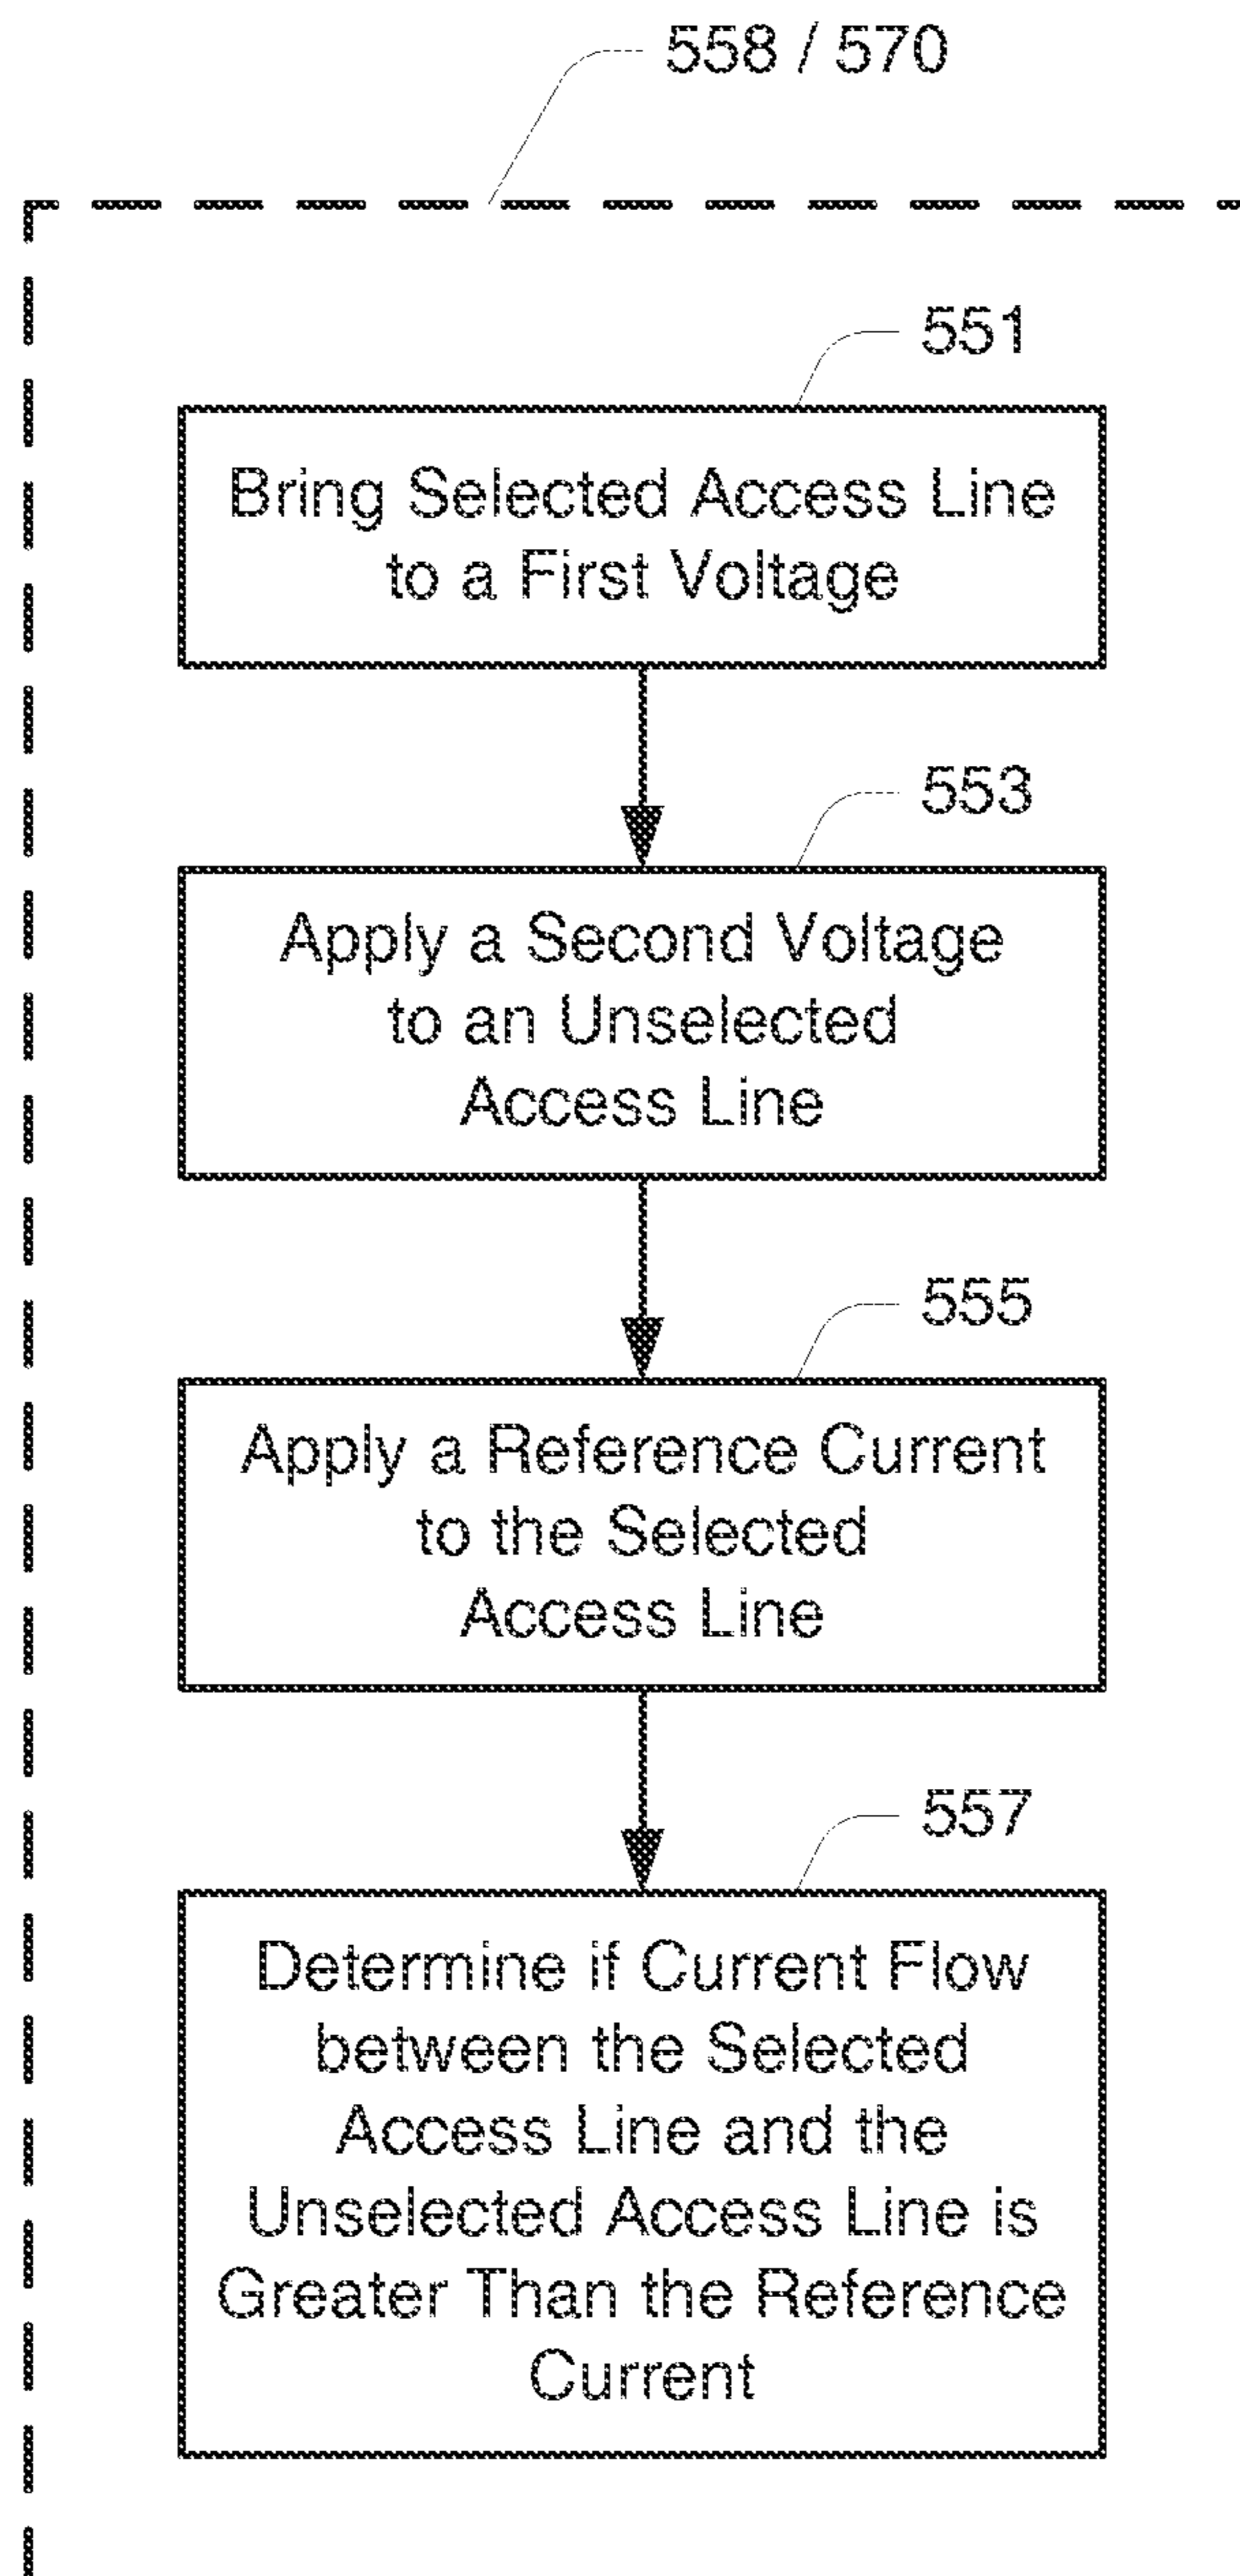 558 / 570
551
Bring Selected Access Line
to a First Voltage
553
Apply a Second Voltage
to an Unselected
Access Line
555
Apply a Reference Current
to the Selected
Access Line
557
Determine if Current Flow
between the Selected
Access Line and the
Unselected Access Line is
Greater Than the Reference
Current